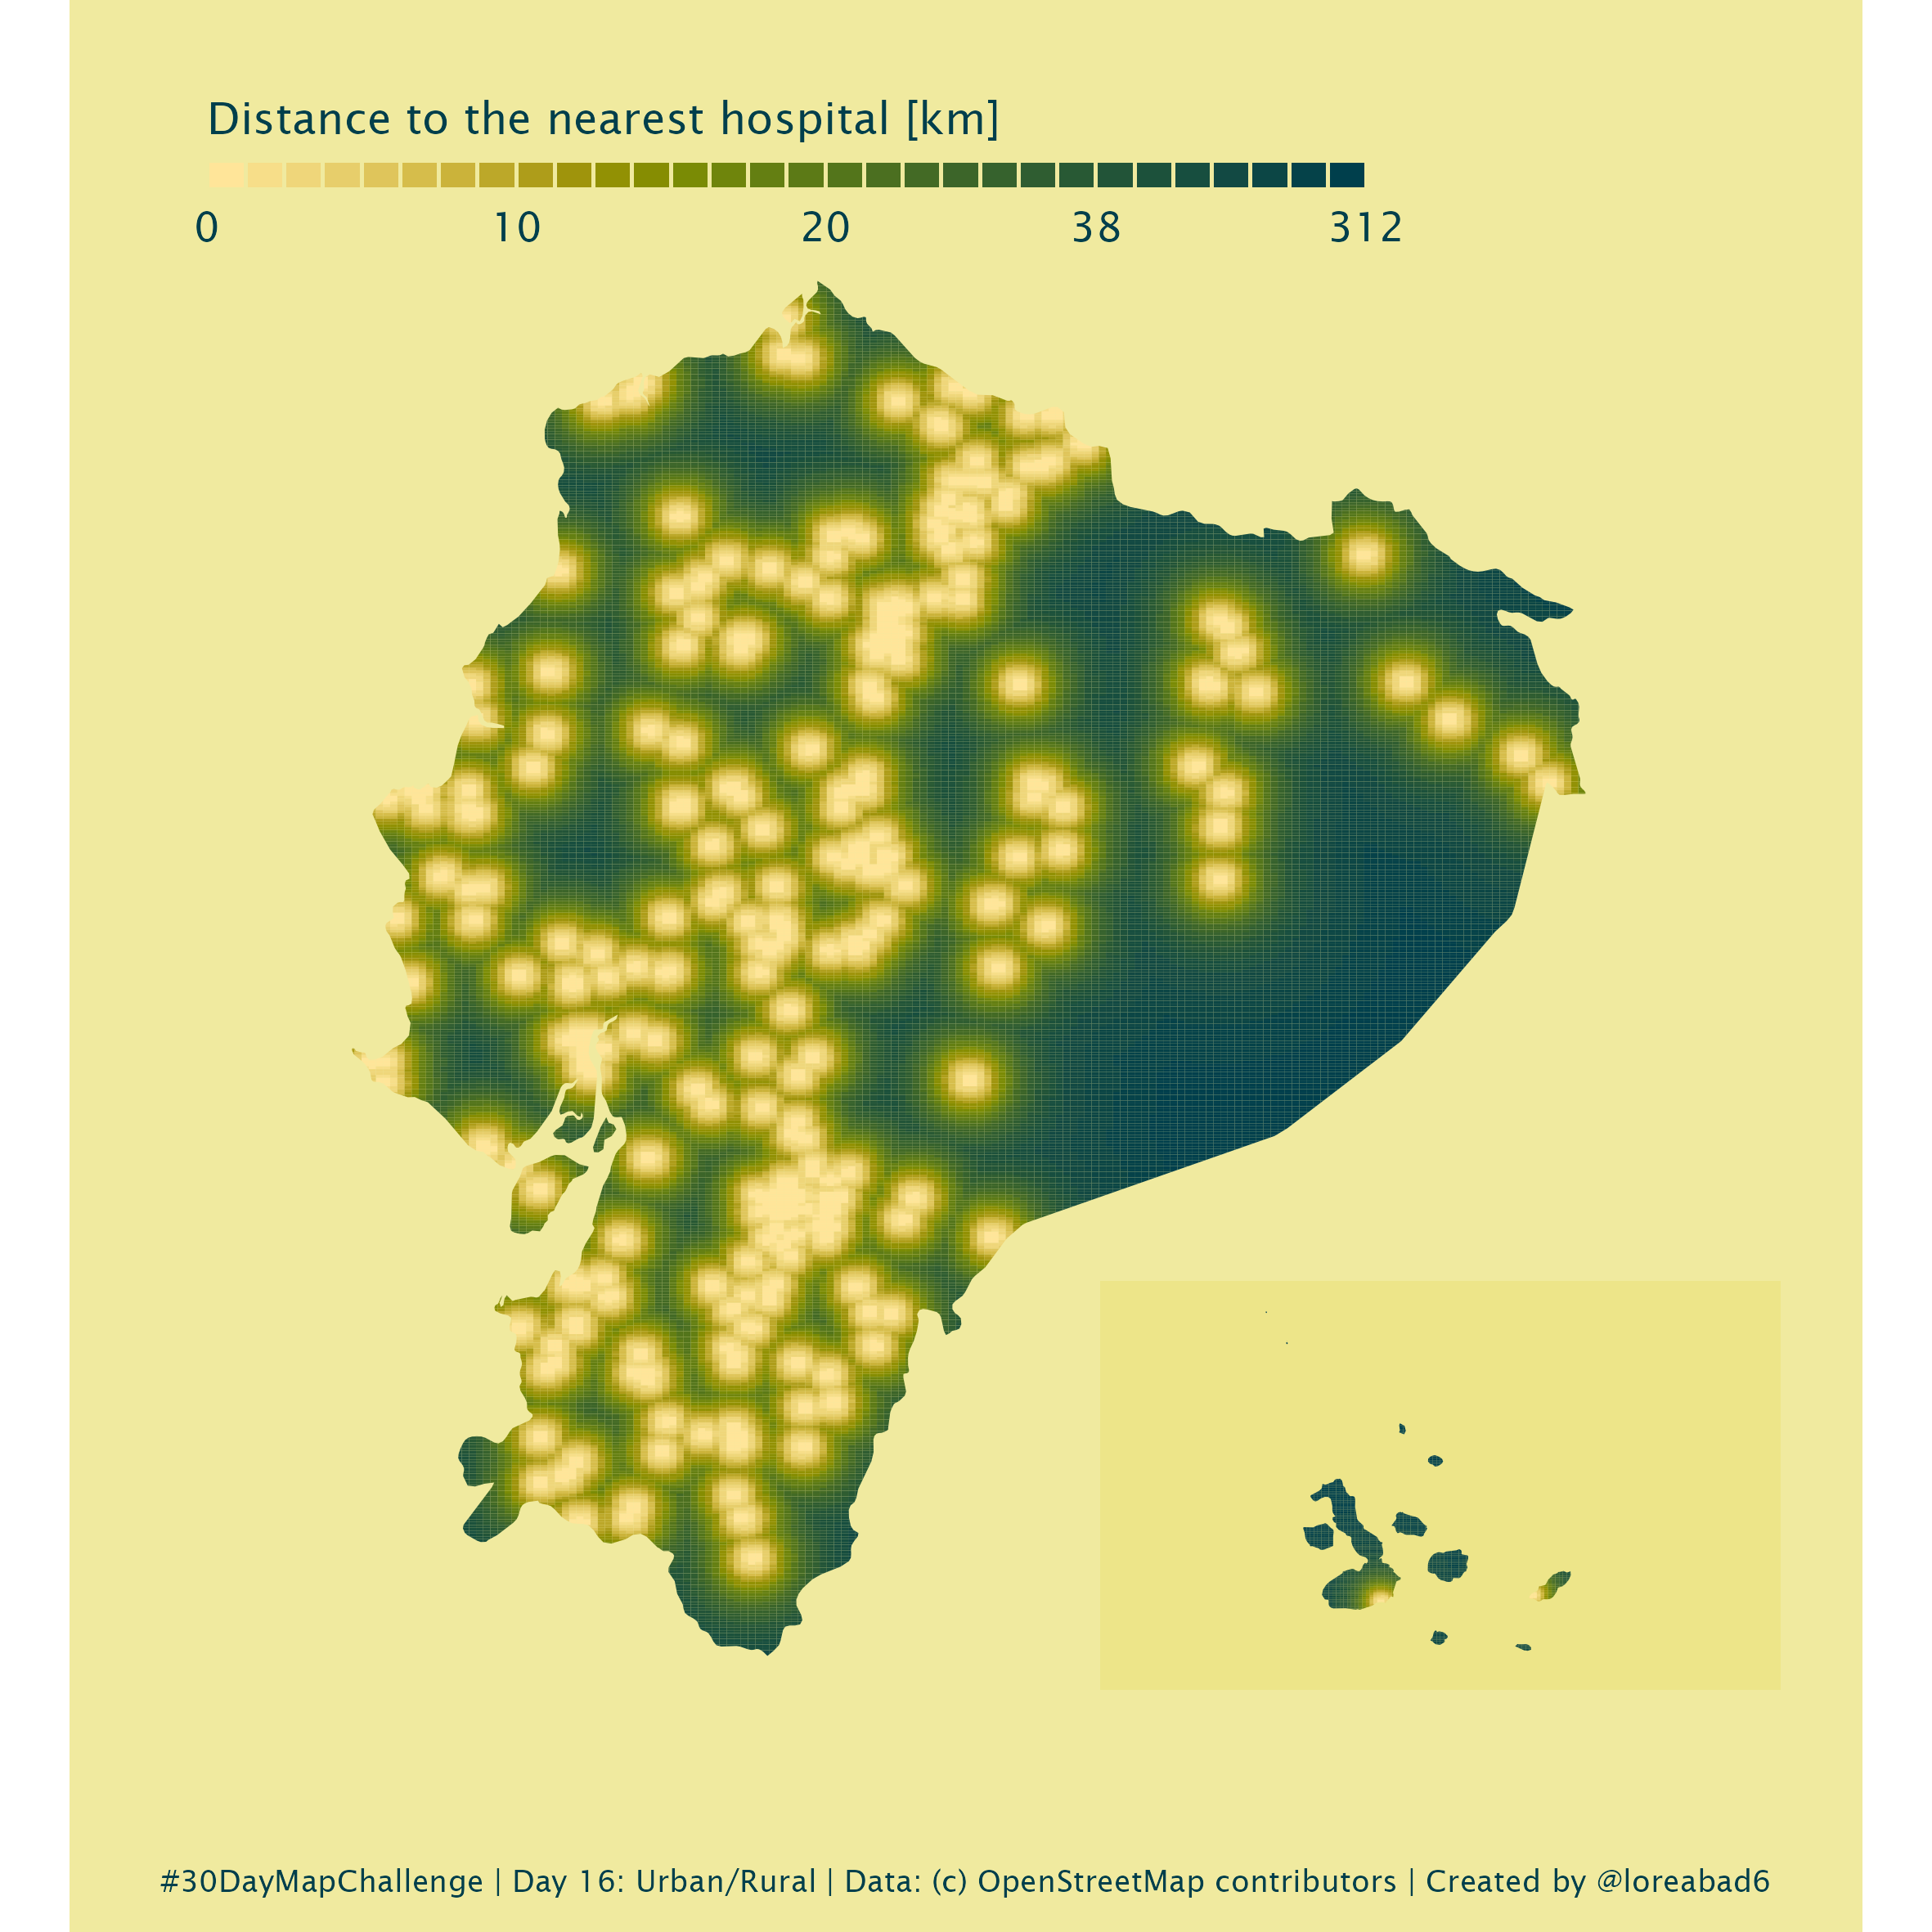 Distance to the nearest hospital [km]
0 10 20 38 312
#30DayMapChallenge | Day 16: Urban/Rural | Data: (c) OpenStreetMap contributors | Created by @loreabad6